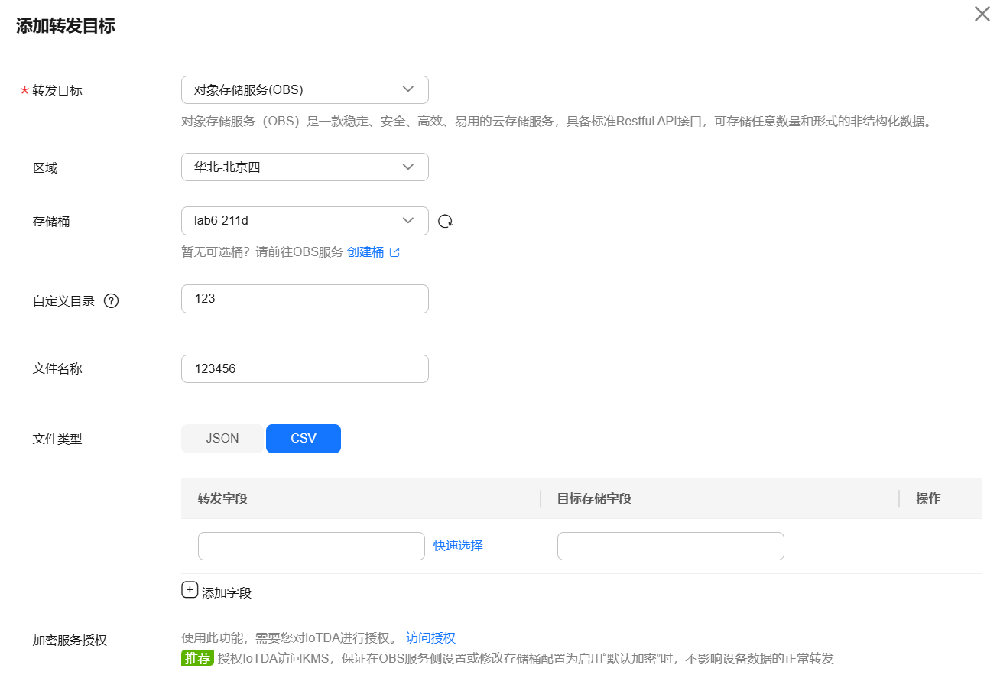 添加转发目标
* 转发目标
对象存储服务(OBS)
对象存储服务（OBS）是一款稳定、安全、高效、易用的云存储服务，具备标准Restful API接口，可存储任意数量和形式的非结构化数据。
区域
华北-北京四
存储桶
lab6-211d
暂无可选桶？请前往OBS服务 创建桶
自定义目录 ?
123
文件名称
123456
文件类型
JSON CSV
转发字段 目标存储字段 操作
快速选择
添加字段
加密服务授权
使用此功能，需要您对IoTDA进行授权。 访问授权
推荐 授权IoTDA访问KMS，保证在OBS服务侧设置或修改存储桶配置为启用“默认加密”时，不影响设备数据的正常转发